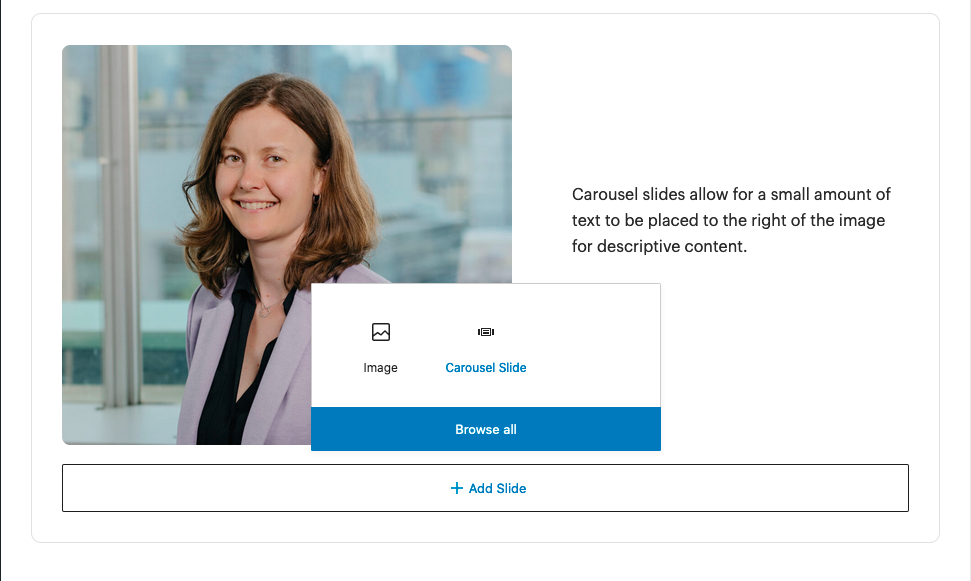 Carousel slides allow for a small amount of
text to be placed to the right of the image
for descriptive content.
Image
Carousel Slide
Browse all
+ Add Slide